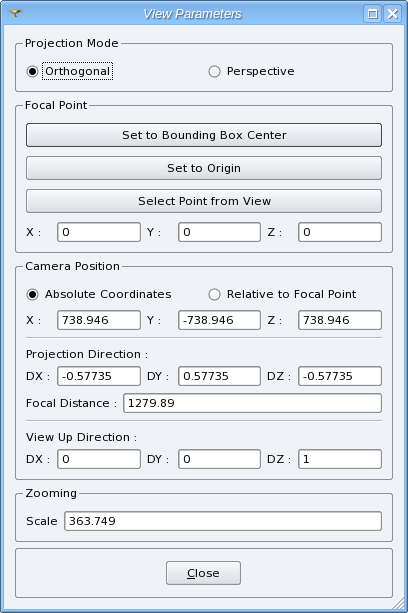 View Parameters
Projection Mode
Orthogonal Perspective
Focal Point
Set to Bounding Box Center
Set to Origin
Select Point from View
X : 0 Y : 0 Z : 0
Camera Position
Absolute Coordinates Relative to Focal Point
X : 738.946 Y : -738.946 Z : 738.946
Projection Direction :
DX : -0.57735 DY : 0.57735 DZ : -0.57735
Focal Distance : 1279.89
View Up Direction :
DX : 0 DY : 0 DZ : 1
Zooming
Scale 363.749
Close